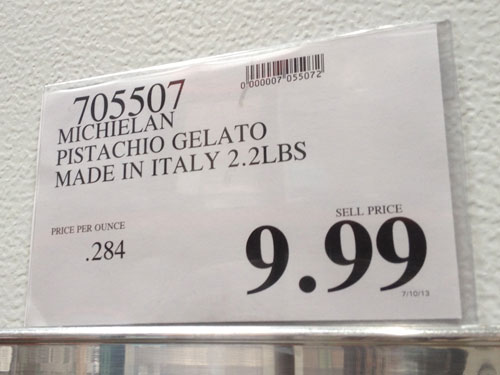 705507
0 000007 055072
MICHIELAN
PISTACHIO GELATO
MADE IN ITALY 2.2LBS
PRICE PER OUNCE
.284
SELL PRICE
9.99
7/10/13